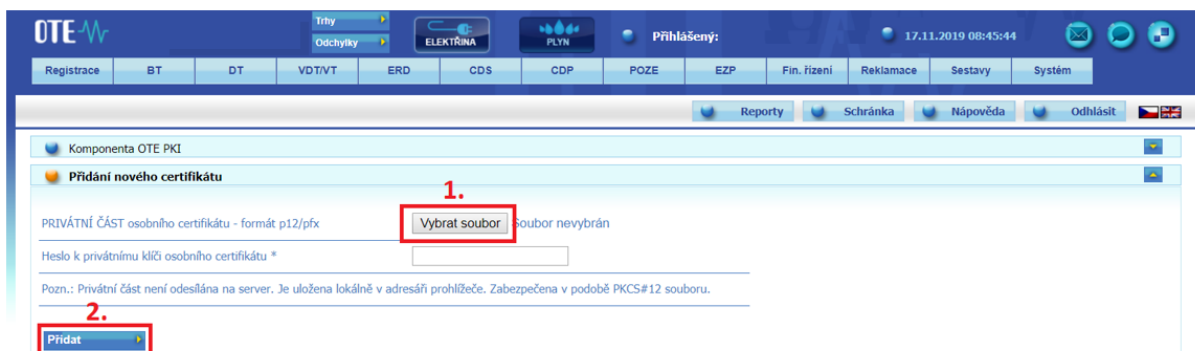 OTE
Trhy
Odchylky
ELEKTŘINA
PLYN
Přihlášený:
17.11.2019 08:45:44
Registrace BT DT VDT/VT ERD CDS CDP POZE EZP Fin. řízení Reklamace Sestavy Systém
Reporty Schránka Nápověda Odhlásit
Komponenta OTE PKI
Přidání nového certifikátu
1.
PRIVÁTNÍ ČÁST osobního certifikátu - formát p12/pfx Vybrat soubor Soubor nevybrán
Heslo k privátnímu klíči osobního certifikátu *
Pozn.: Privátní část není odesílána na server. Je uložena lokálně v adresáři prohlížeče. Zabezpečena v podobě PKCS#12 souboru.
2.
Přidat